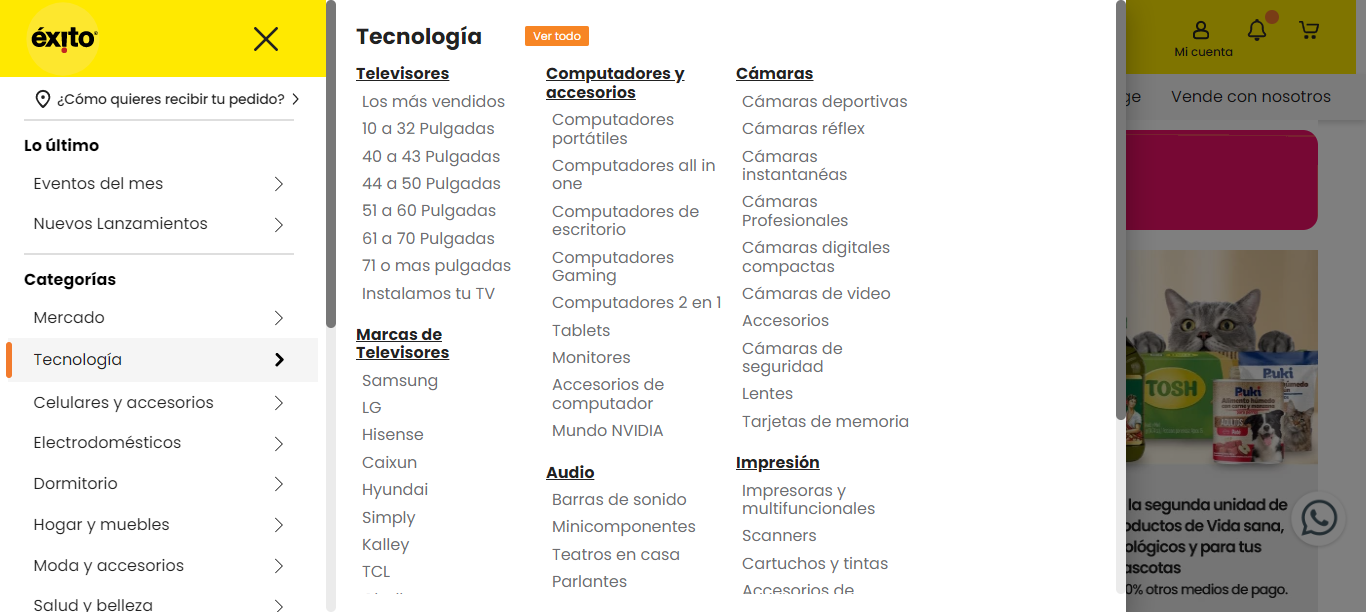 éxito
¿Cómo quieres recibir tu pedido?
Lo último
Eventos del mes
Nuevos Lanzamientos
Categorías
Mercado
Tecnología
Celulares y accesorios
Electrodomésticos
Dormitorio
Hogar y muebles
Moda y accesorios
Salud y belleza
Tecnología
Ver todo
Televisores
Los más vendidos
10 a 32 Pulgadas
40 a 43 Pulgadas
44 a 50 Pulgadas
51 a 60 Pulgadas
61 a 70 Pulgadas
71 o mas pulgadas
Instalamos tu TV
Marcas de
Televisores
Samsung
LG
Hisense
Caixun
Hyundai
Simply
Kalley
TCL
Computadores y
accesorios
Computadores
portátiles
Computadores all in
one
Computadores de
escritorio
Computadores
Gaming
Computadores 2 en 1
Tablets
Monitores
Accesorios de
computador
Mundo NVIDIA
Audio
Barras de sonido
Minicomponentes
Teatros en casa
Parlantes
Cámaras
Cámaras deportivas
Cámaras réflex
Cámaras
instantanéas
Cámaras
Profesionales
Cámaras digitales
compactas
Cámaras de video
Accesorios
Cámaras de
seguridad
Lentes
Tarjetas de memoria
Impresión
Impresoras y
multifuncionales
Scanners
Cartuchos y tintas
Accesorios de
Mi cuenta
ge
Vende con nosotros
TOSH
Puki
Puki
Alimento húmedo
ADULTOS
la segunda unidad de
oductos de Vida sana,
ológicos y para tus
ascotas
0% otros medios de pago.